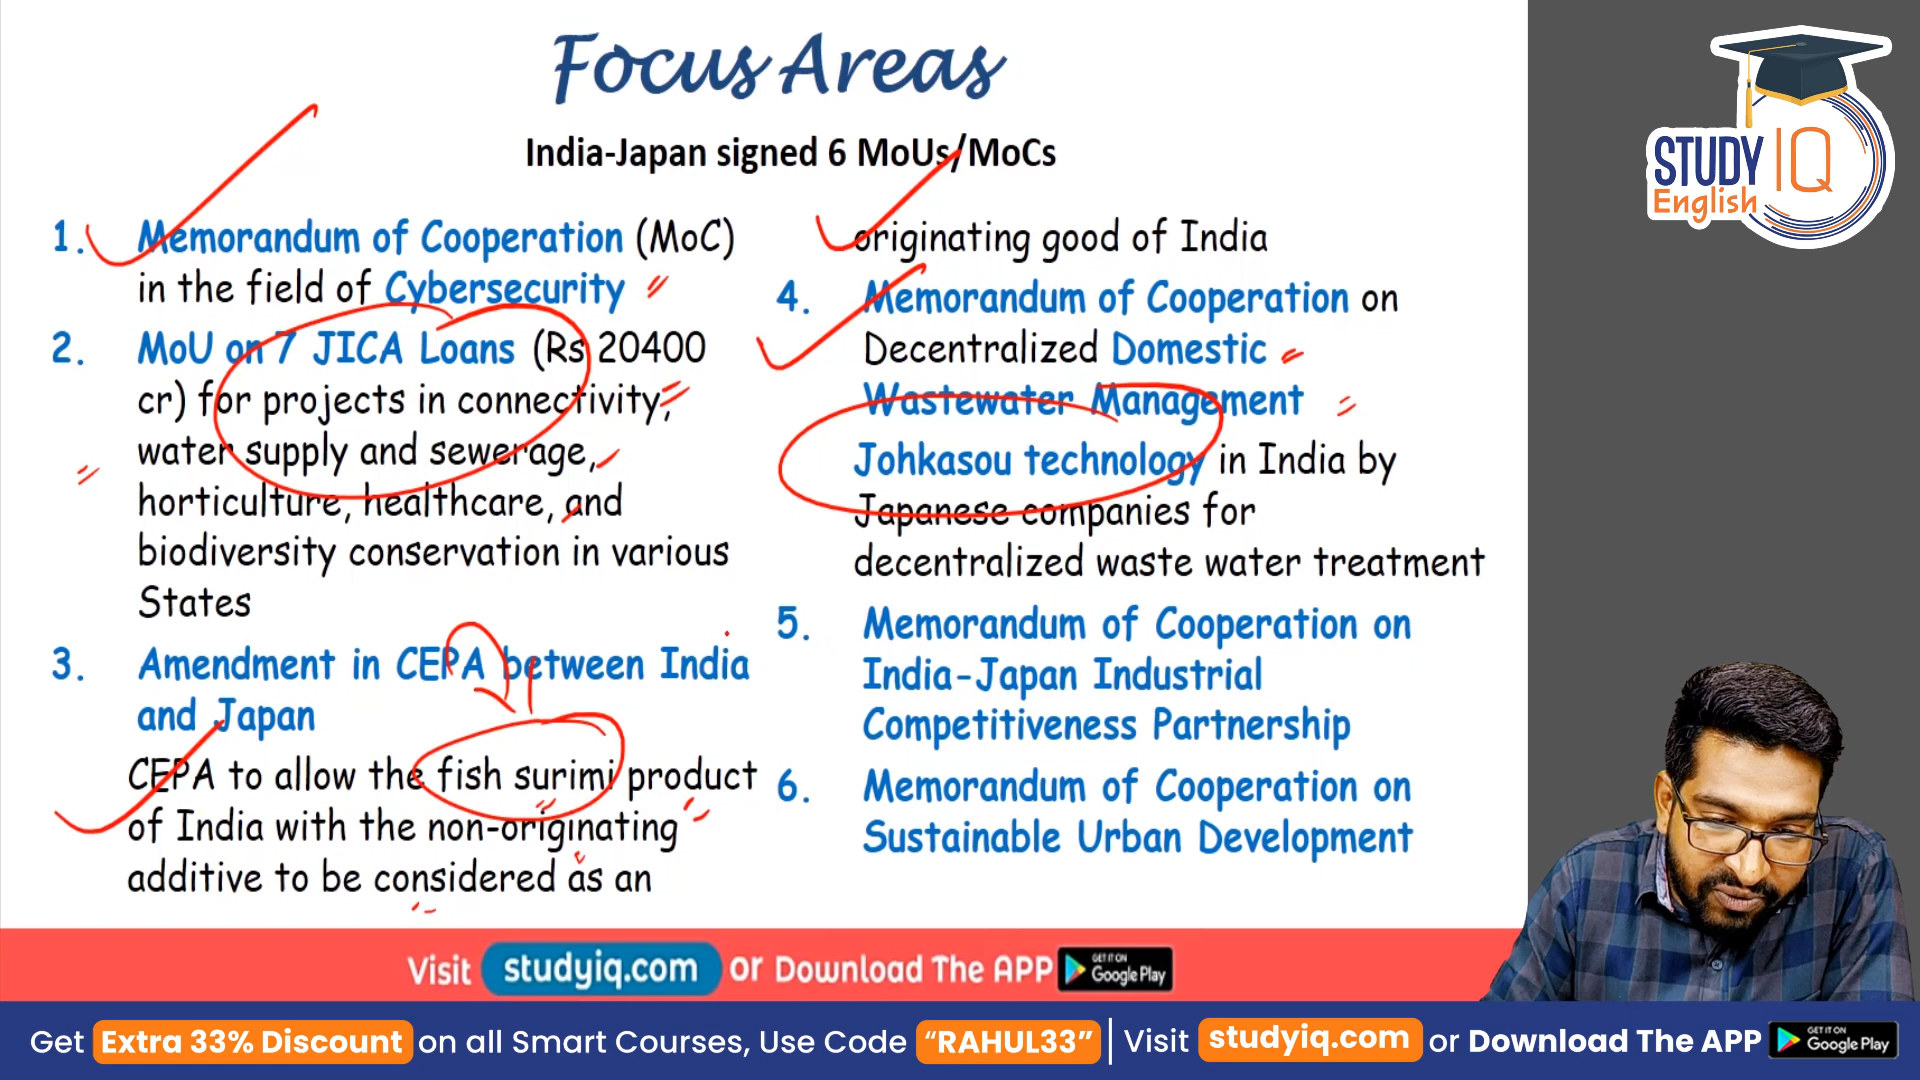 Focus Areas
India-Japan signed 6 MoUs/MoCs
1. Memorandum of Cooperation (MoC)
in the field of Cybersecurity
2. MoU on 7 JICA Loans (Rs 20400
cr) for projects in connectivity,
water supply and sewerage,
horticulture, healthcare, and
biodiversity conservation in various
States
3. Amendment in CEPA between India
and Japan
CEPA to allow the fish surimi product
of India with the non-originating
additive to be considered as an
originating good of India
4. Memorandum of Cooperation on
Decentralized Domestic
Wastewater Management
Johkasou technology in India by
Japanese companies for
decentralized waste water treatment
5. Memorandum of Cooperation on
India-Japan Industrial
Competitiveness Partnership
6. Memorandum of Cooperation on
Sustainable Urban Development
STUDY IQ
English
Visit studyiq.com or Download The APP GET IT ON Google Play
Get Extra 33% Discount on all Smart Courses, Use Code "RAHUL33" | Visit studyiq.com or Download The APP GET IT ON Google Play